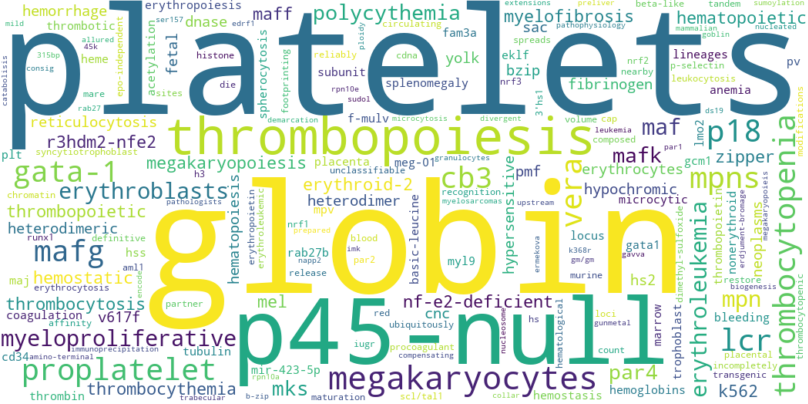 hemorrhage
thrombotic
mild
erythropoiesis
ser157
edrf1
maff
polycythemia
circulating
fam3a
extensions
pathophysiology
preliver
beta-like
tandem
sumoylation
mammalian
nucleated
myelofibrosis
sac
spreads
hematopoietic
goblin
dnase
fetal
acetylation
sites
epo-independent
allured
45k
315bp
consig
catabolisis
heme
mare
rab27
histone
die
spherocytosis
footprinting
subunit
rpn10e
sudol
splenomegaly
ploidy
cdna
reliably
yolk
eklf
bzip
nrf3
fibrinogen
3'hs1
nrf2
nearby
p-selectin
leukocytosis
lineages
anemia
pv
ds19
modifications
platelets
reticulocytosis
r3hdm2-nfe2
plt
syncytiotrophoblast
thrombopoiesis
demarcation
f-mulv
microcytosis
divergent
volume
leukemia
cap
composed
par1
maf
lmo2
p18
gata-1
megakaryopoiesis
placenta
meg-01
granulocytes
unclassifiable
h3
pathologists
chromatin
erythroblasts
erythroid-2
heterodimer
cb3
recognition-
myelosarcomas
pmf
upstream
vera
mafk
erythrocytes
gcm1
zipper
mpns
hypochromic
microcytic
thrombocytopenia
thrombopoietic
heterodimeric
runx1
definitive
hss
mafg
aml1
maj
erythrocytosis
hemostatic
encode
hematopoiesis
erythropoietin
erythroleukemic
mpv
nrf1
prepared
rab27b
napp2
release
blood
imk
par2
basic-leucine
myl9
hypersensitive
ermekova
globin
locus
k368r
gm/gm
gata1
gavva
murine
hs2
erythroleukemia
dimethyl-sulfoxide
nonerythroid
neoplasms
thrombopoietin
erdjument-bromage
megakaryopoiesis
restore
biogenesis
thrombocytopenic
thrombocytosis
partner
coagulation
v617f
affinity
mel
iugr
red
ubiquitously
nf-e2-deficient
cnc
procoagulant
compensating
nucleosome
hs
hematological
loci
gunmetal
count
marrow
trophoblast
mpn
bleeding
lcr
placental
incompletely
transgenic
p45-null
myeloproliferative
cd34
immunoprecipitation
amino-terminal
tubulin
proplatelet
mir-423-5p
rpn10a
thrombin
trabecular
thrombocythemia
b-zip
mks
maturation
megakaryocytes
scl/tal1
collar
hemostasis
par4
hemoglobins
k562